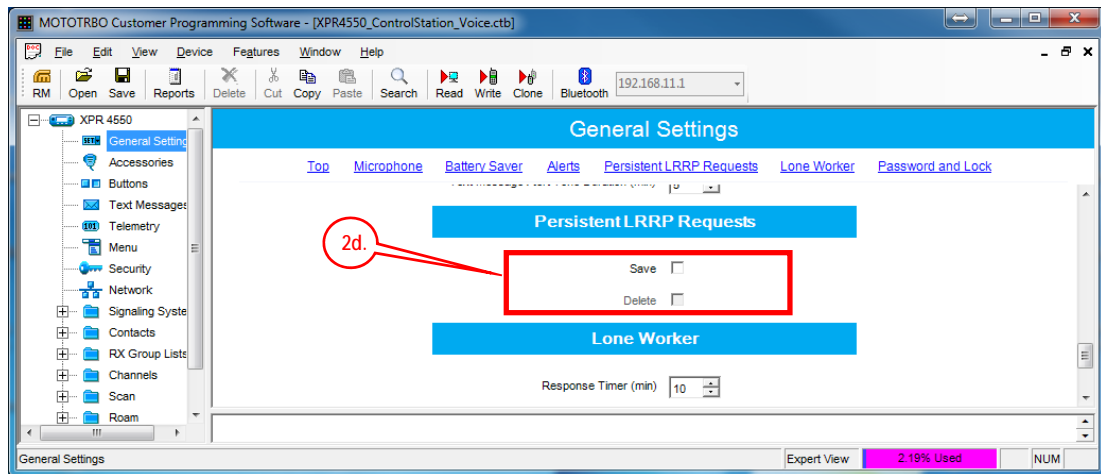 MOTOTRBO Customer Programming Software - [XPR4550_ControlStation_Voice.ctb]
File Edit View Device Features Window Help
RM Open Save Reports Delete Cut Copy Paste Search Read Write Clone Bluetooth 192.168.11.1
XPR 4550
General Setting
Accessories
Buttons
Text Messages
Telemetry
Menu
Security
Network
Signaling Syste
Contacts
RX Group Lists
Channels
Scan
Roam
General Settings
Top Microphone Battery Saver Alerts Persistent LRRP Requests Lone Worker Password and Lock
(min) 5
Persistent LRRP Requests
2d.
Save
Delete
Lone Worker
Response Timer (min) 10
General Settings Expert View 2.19% Used NUM